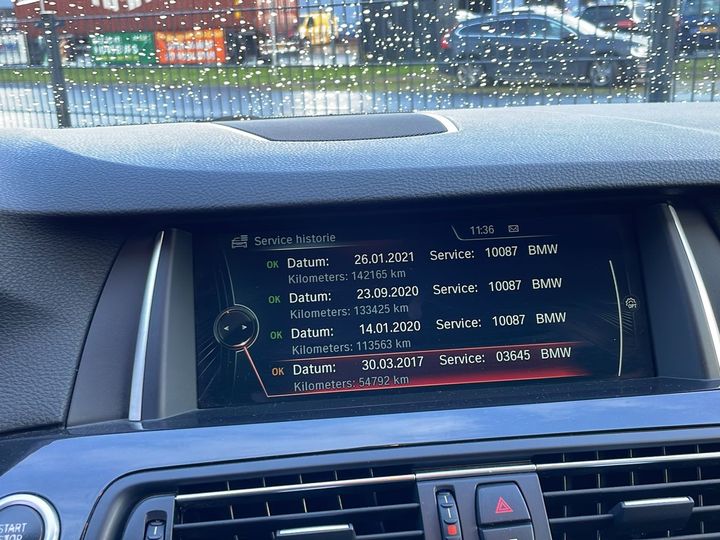 Service historie
11:36
OK Datum: 26.01.2021 Service: 10087 BMW
Kilometers: 142165 km
OK Datum: 23.09.2020 Service: 10087 BMW
Kilometers: 133425 km
OK Datum: 14.01.2020 Service: 10087 BMW
Kilometers: 113563 km
OK Datum: 30.03.2017 Service: 03645 BMW
Kilometers: 54792 km
OPT
START
STOP